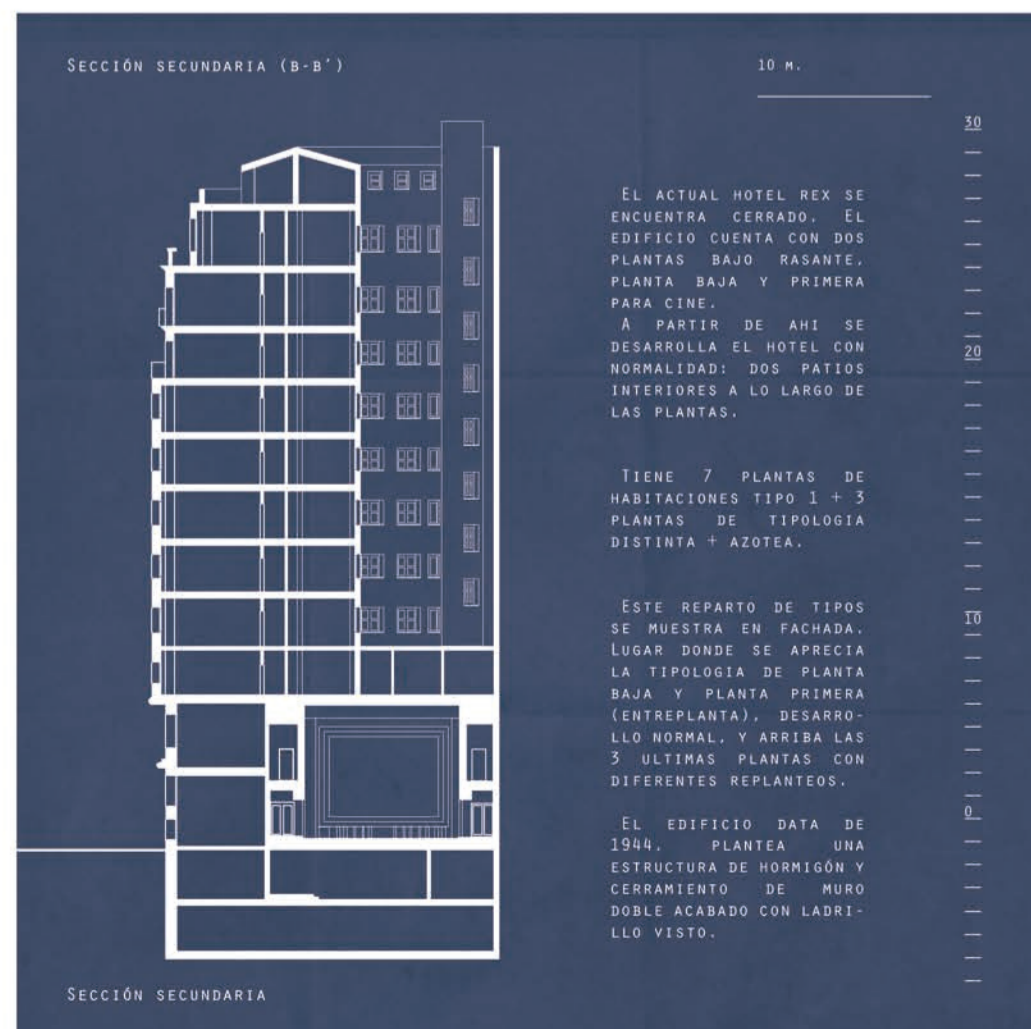 SECCIÓN SECUNDARIA (B-B´)
10 M.
30
EL ACTUAL HOTEL REX SE
ENCUENTRA CERRADO. EL
EDIFICIO CUENTA CON DOS
PLANTAS BAJO RASANTE,
PLANTA BAJA Y PRIMERA
PARA CINE.
A PARTIR DE AHI SE
DESARROLLA EL HOTEL CON
NORMALIDAD: DOS PATIOS
INTERIORES A LO LARGO DE
LAS PLANTAS.
20
TIENE 7 PLANTAS DE
HABITACIONES TIPO 1 + 3
PLANTAS DE TIPOLOGIA
DISTINTA + AZOTEA.
ESTE REPARTO DE TIPOS
SE MUESTRA EN FACHADA.
LUGAR DONDE SE APRECIA
LA TIPOLOGIA DE PLANTA
BAJA Y PLANTA PRIMERA
(ENTREPLANTA), DESARRO-
LLO NORMAL, Y ARRIBA LAS
3 ULTIMAS PLANTAS CON
DIFERENTES REPLANTEOS.
10
EL EDIFICIO DATA DE
1944. PLANTEA UNA
ESTRUCTURA DE HORMIGÓN Y
CERRAMIENTO DE MURO
DOBLE ACABADO CON LADRI-
LLO VISTO.
0
SECCIÓN SECUNDARIA